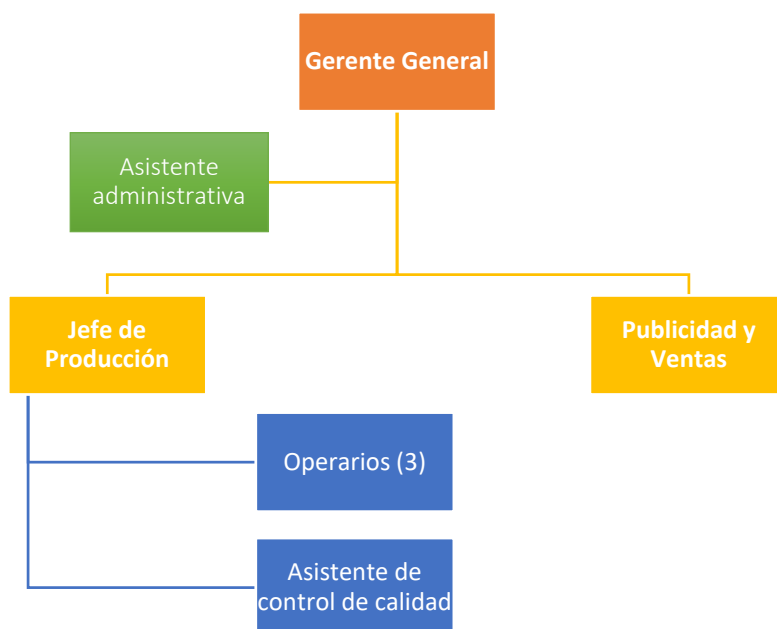 Gerente General
Asistente
administrativa
Jefe de
Producción
Publicidad y
Ventas
Operarios (3)
Asistente de
control de calidad